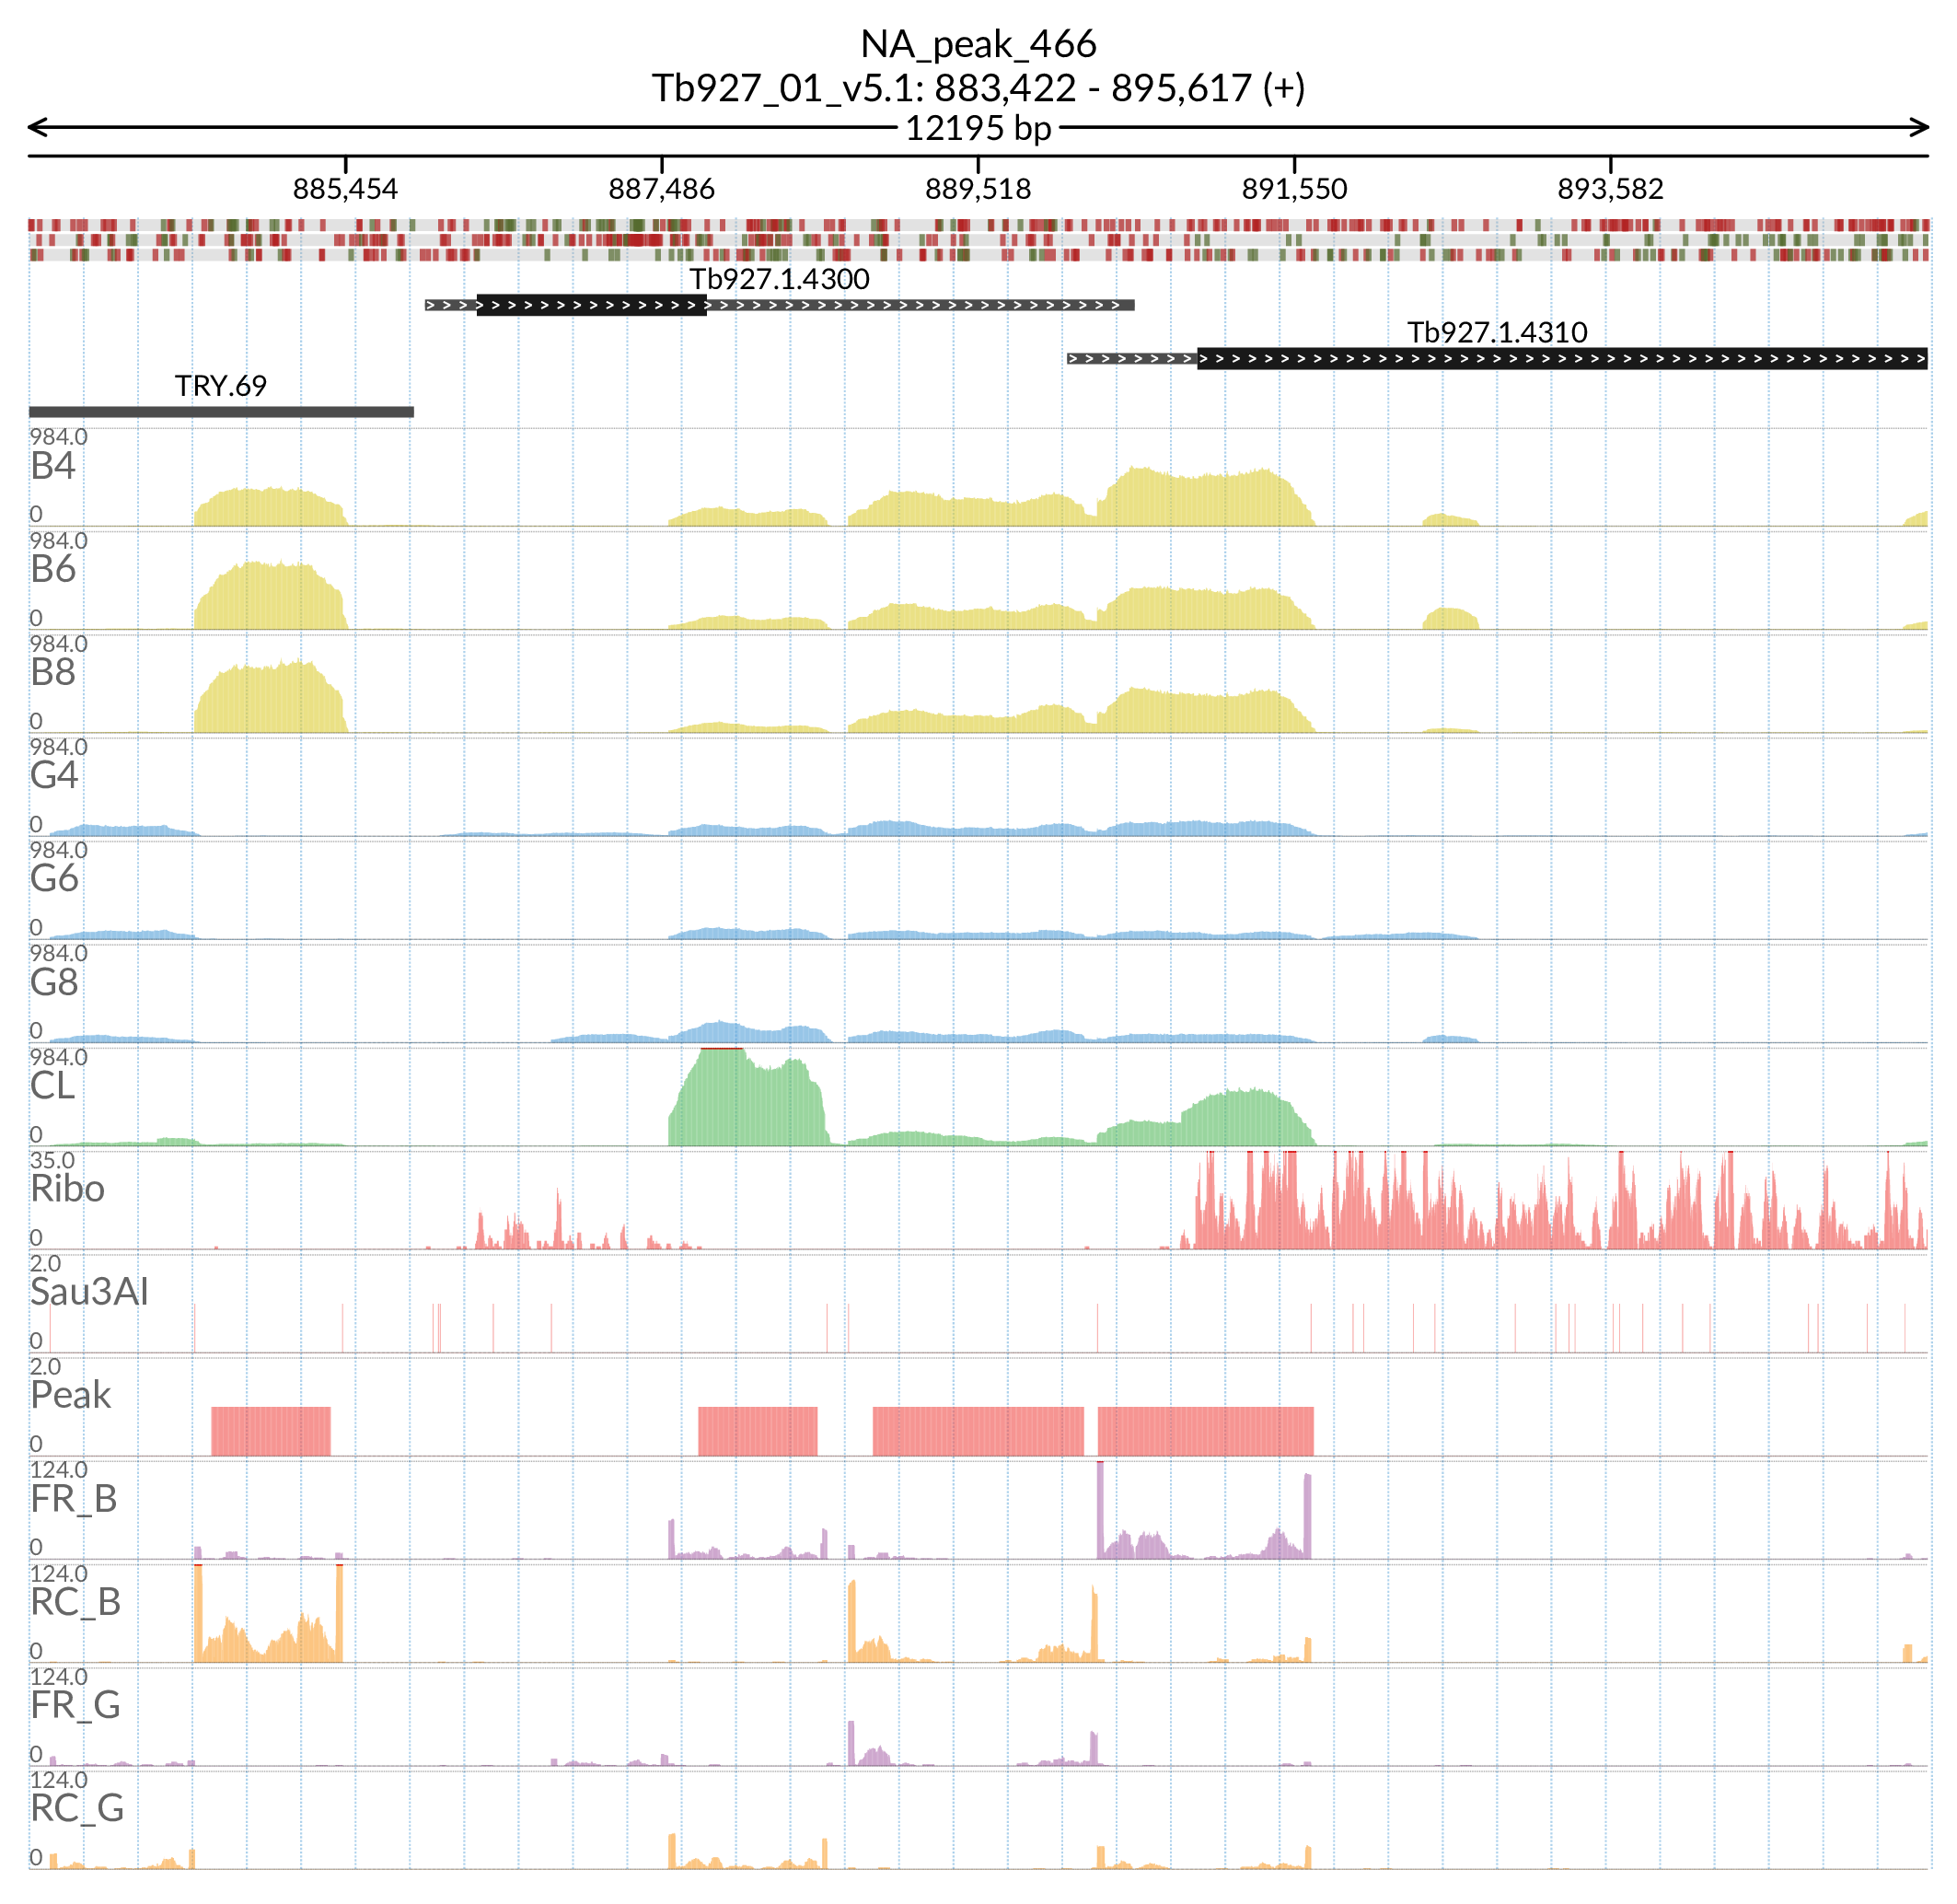 NA_peak_466
Tb927_01_v5.1: 883,422 - 895,617 (+)
12195 bp
885,454 887,486 889,518 891,550 893,582
Tb927.1.4300
Tb927.1.4310
TRY.69
984.0
B4
0
984.0
B6
0
984.0
B8
0
984.0
G4
0
984.0
G6
0
984.0
G8
0
984.0
CL
0
35.0
Ribo
0
2.0
Sau3AI
0
2.0
Peak
0
124.0
FR_B
0
124.0
RC_B
0
124.0
FR_G
0
124.0
RC_G
0